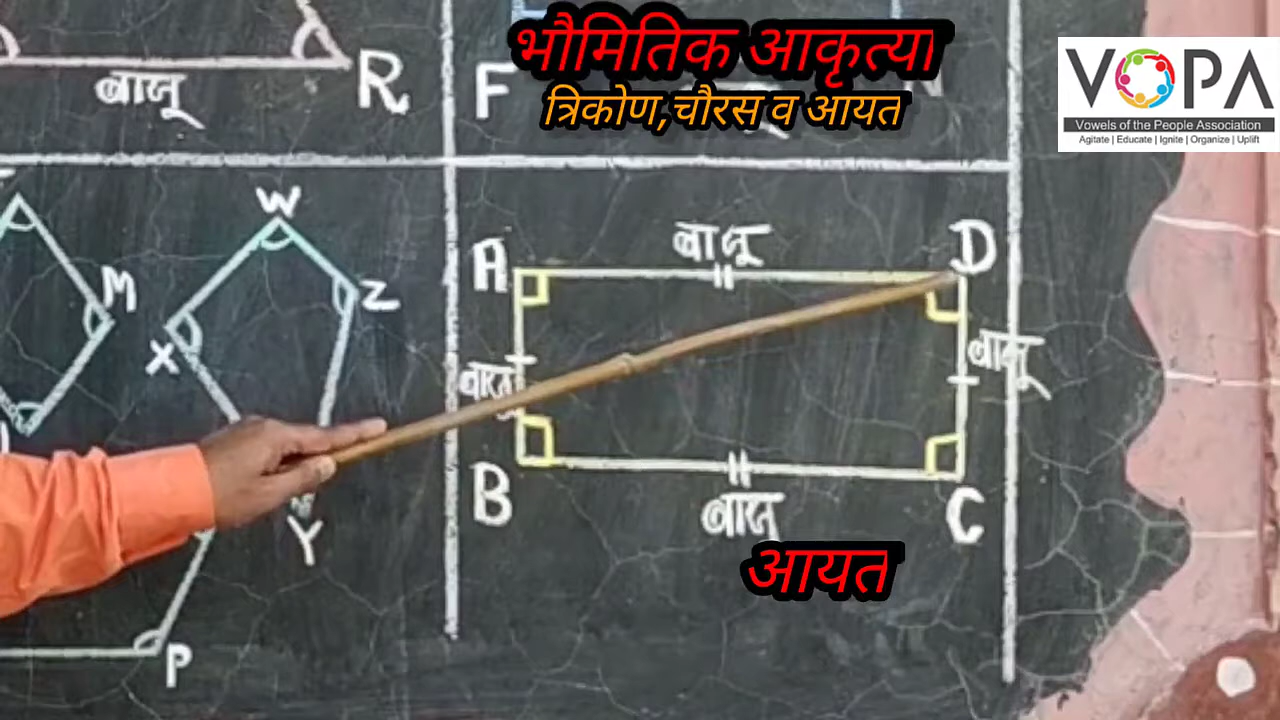 भौमितिक आकृत्या
त्रिकोण,चौरस व आयत
VOPA
Vowels of the People Association
Agitate | Educate | Ignite | Organize | Uplift
बाजू
R
F
W
M
Z
X
Y
P
बाजू
A
D
बाजू
बाजू
B
C
बाजू
आयत